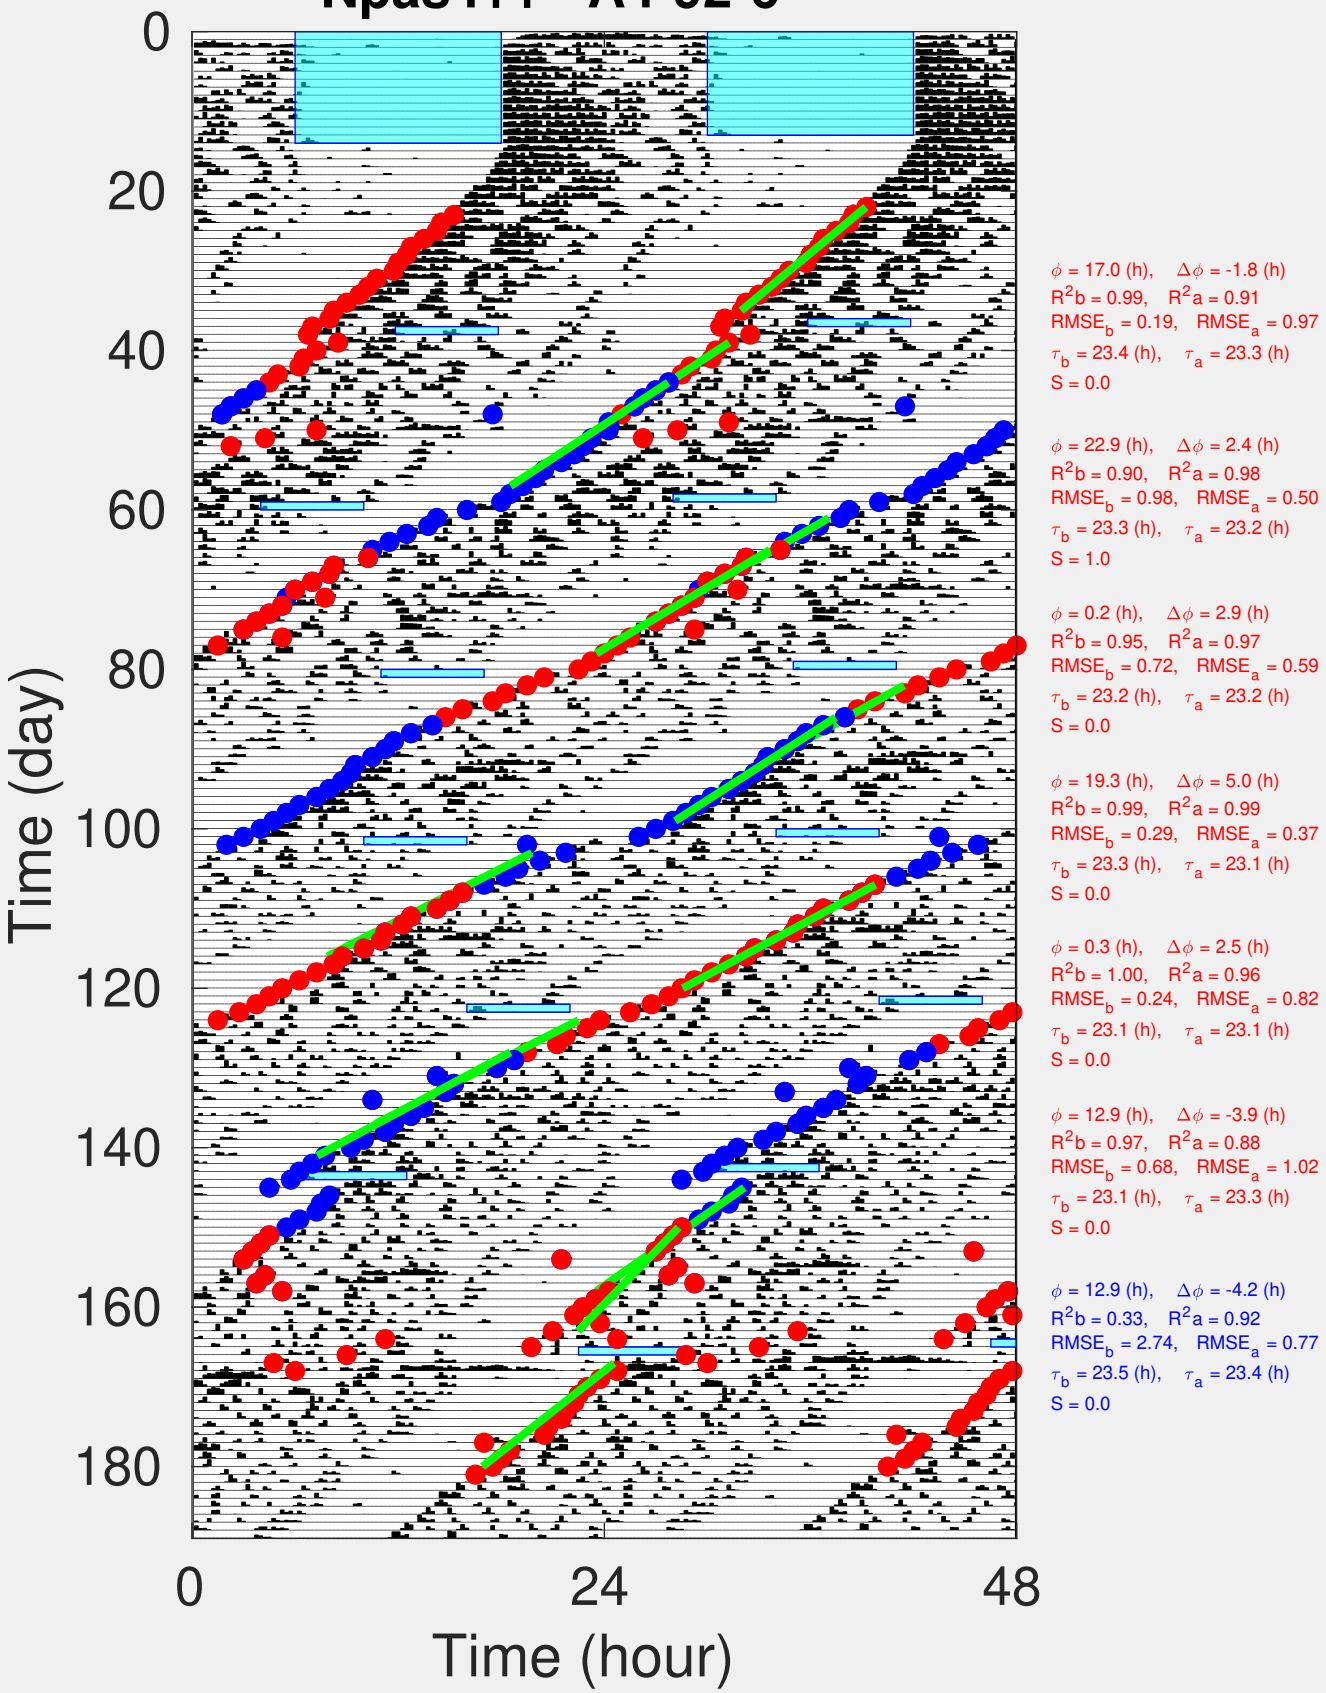 0
20
40
60
80
100
120
140
160
180
Time (day)
0 24 48
Time (hour)
ϕ = 17.0 (h), Δϕ = -1.8 (h)
R²b = 0.99, R²a = 0.91
RMSE_b = 0.19, RMSE_a = 0.97
τ_b = 23.4 (h), τ_a = 23.3 (h)
S = 0.0
ϕ = 22.9 (h), Δϕ = 2.4 (h)
R²b = 0.90, R²a = 0.98
RMSE_b = 0.98, RMSE_a = 0.50
τ_b = 23.3 (h), τ_a = 23.2 (h)
S = 1.0
ϕ = 0.2 (h), Δϕ = 2.9 (h)
R²b = 0.95, R²a = 0.97
RMSE_b = 0.72, RMSE_a = 0.59
τ_b = 23.2 (h), τ_a = 23.2 (h)
S = 0.0
ϕ = 19.3 (h), Δϕ = 5.0 (h)
R²b = 0.99, R²a = 0.99
RMSE_b = 0.29, RMSE_a = 0.37
τ_b = 23.3 (h), τ_a = 23.1 (h)
S = 0.0
ϕ = 0.3 (h), Δϕ = 2.5 (h)
R²b = 1.00, R²a = 0.96
RMSE_b = 0.24, RMSE_a = 0.82
τ_b = 23.1 (h), τ_a = 23.1 (h)
S = 0.0
ϕ = 12.9 (h), Δϕ = -3.9 (h)
R²b = 0.97, R²a = 0.88
RMSE_b = 0.68, RMSE_a = 1.02
τ_b = 23.1 (h), τ_a = 23.3 (h)
S = 0.0
ϕ = 12.9 (h), Δϕ = -4.2 (h)
R²b = 0.33, R²a = 0.92
RMSE_b = 2.74, RMSE_a = 0.77
τ_b = 23.5 (h), τ_a = 23.4 (h)
S = 0.0